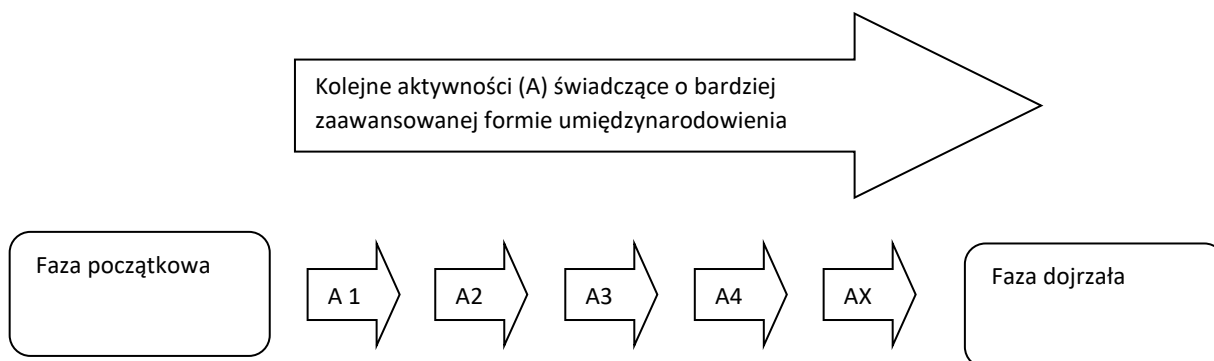 Kolejne aktywności (A) świadczące o bardziej
zaawansowanej formie umiędzynarodowienia
Faza początkowa
A 1
A2
A3
A4
AX
Faza dojrzała